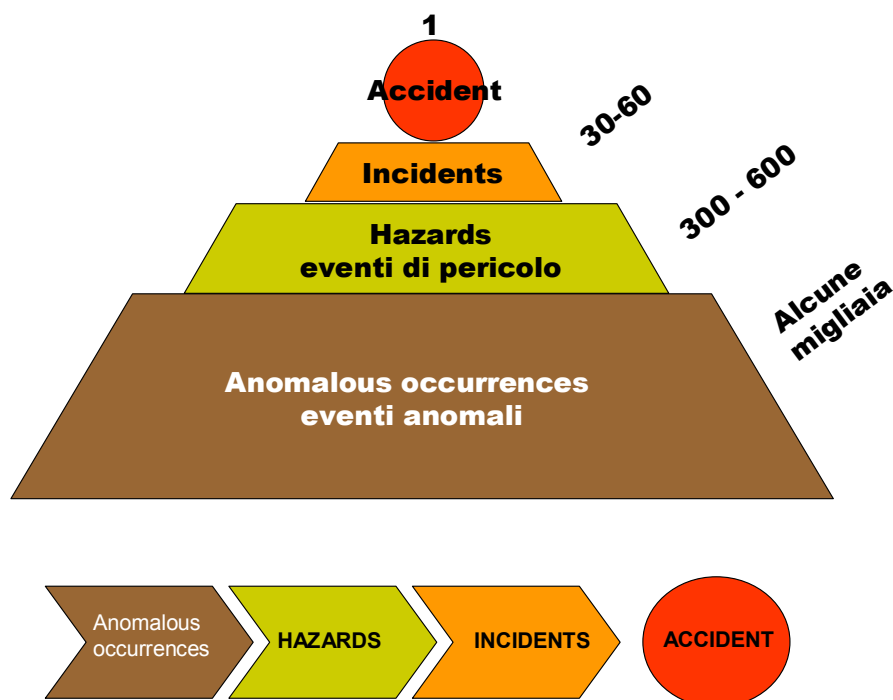 1
Accident
30-60
Incidents
300 - 600
Hazards
eventi di pericolo
Alcune
migliaia
Anomalous occurrences
eventi anomali
Anomalous
occurrences
HAZARDS
INCIDENTS
ACCIDENT